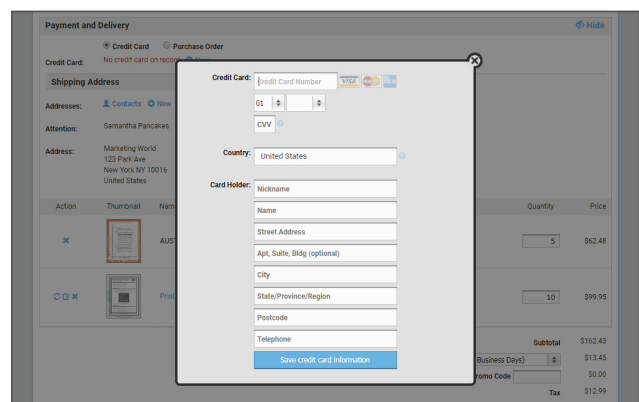 Payment and Delivery
Hide
Credit Card Purchase Order
Credit Card: No credit card on record.
Shipping Address
Addresses: Contacts New
Attention: Samantha Pancakes
Address: Marketing World
123 Park Ave
New York NY 10016
United States
Action Thumbnail Quantity Price
5 $62.48
Print 10 $99.95
Subtotal $162.43
Business Days) $13.45
$0.00
Tax $12.99
Credit Card: Credit Card Number VISA
01
CVV
Country: United States
Card Holder: Nickname
Name
Street Address
Apt, Suite, Bldg (optional)
City
State/Province/Region
Postcode
Telephone
Save credit card information